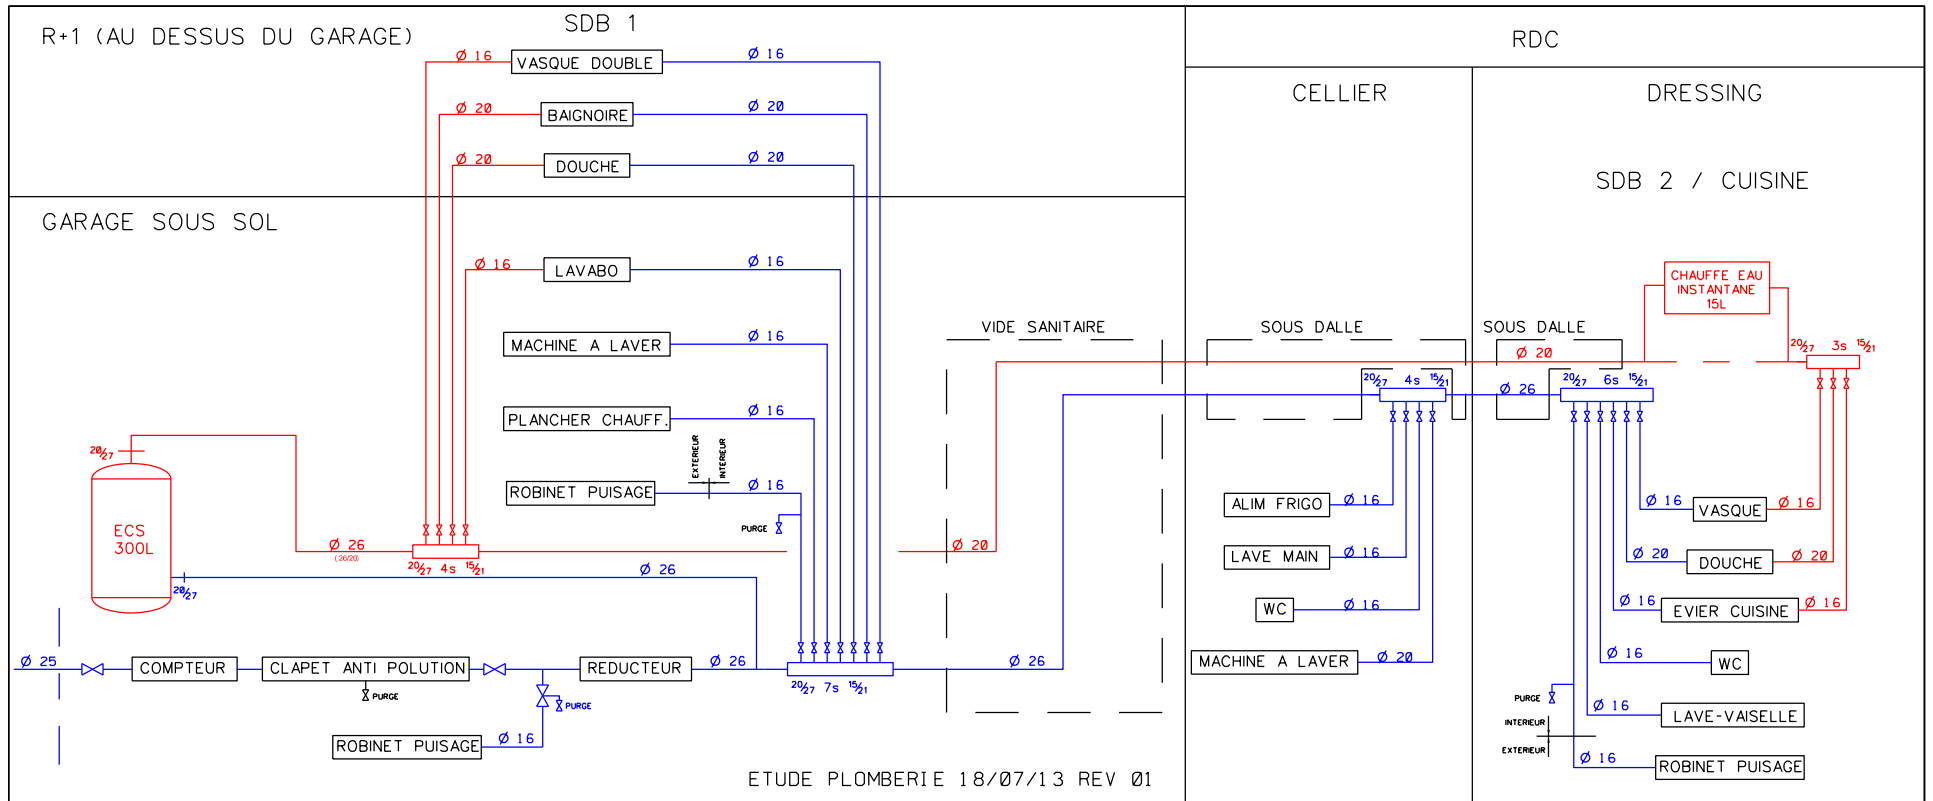 R+1 (AU DESSUS DU GARAGE)
SDB 1
Ø 16
VASQUE DOUBLE
Ø 16
Ø 20
BAIGNOIRE
Ø 20
Ø 20
DOUCHE
Ø 20
GARAGE SOUS SOL
Ø 16
LAVABO
Ø 16
MACHINE A LAVER
Ø 16
PLANCHER CHAUFF.
Ø 16
EXTERIEUR
INTERIEUR
ROBINET PUISAGE
Ø 16
PURGE
20/27
ECS
300L
Ø 26
(26/20)
20/27 4s 15/21
Ø 20
20/27
Ø 26
Ø 25
COMPTEUR
CLAPET ANTI POLUTION
PURGE
PURGE
REDUCTEUR
Ø 26
20/27 7s 15/21
Ø 26
ROBINET PUISAGE
Ø 16
VIDE SANITAIRE
ETUDE PLOMBERIE 18/07/13 REV Ø1
RDC
CELLIER
SOUS DALLE
20/27 4s 15/21
ALIM FRIGO
Ø 16
LAVE MAIN
Ø 16
WC
Ø 16
MACHINE A LAVER
Ø 20
DRESSING
SDB 2 / CUISINE
CHAUFFE EAU
INSTANTANE
15L
SOUS DALLE
Ø 20
20/27 3s 15/21
Ø 26
20/27 6s 15/21
Ø 16
VASQUE
Ø 16
Ø 20
DOUCHE
Ø 20
Ø 16
EVIER CUISINE
Ø 16
Ø 16
WC
PURGE
Ø 16
LAVE-VAISELLE
INTERIEUR
EXTERIEUR
Ø 16
ROBINET PUISAGE